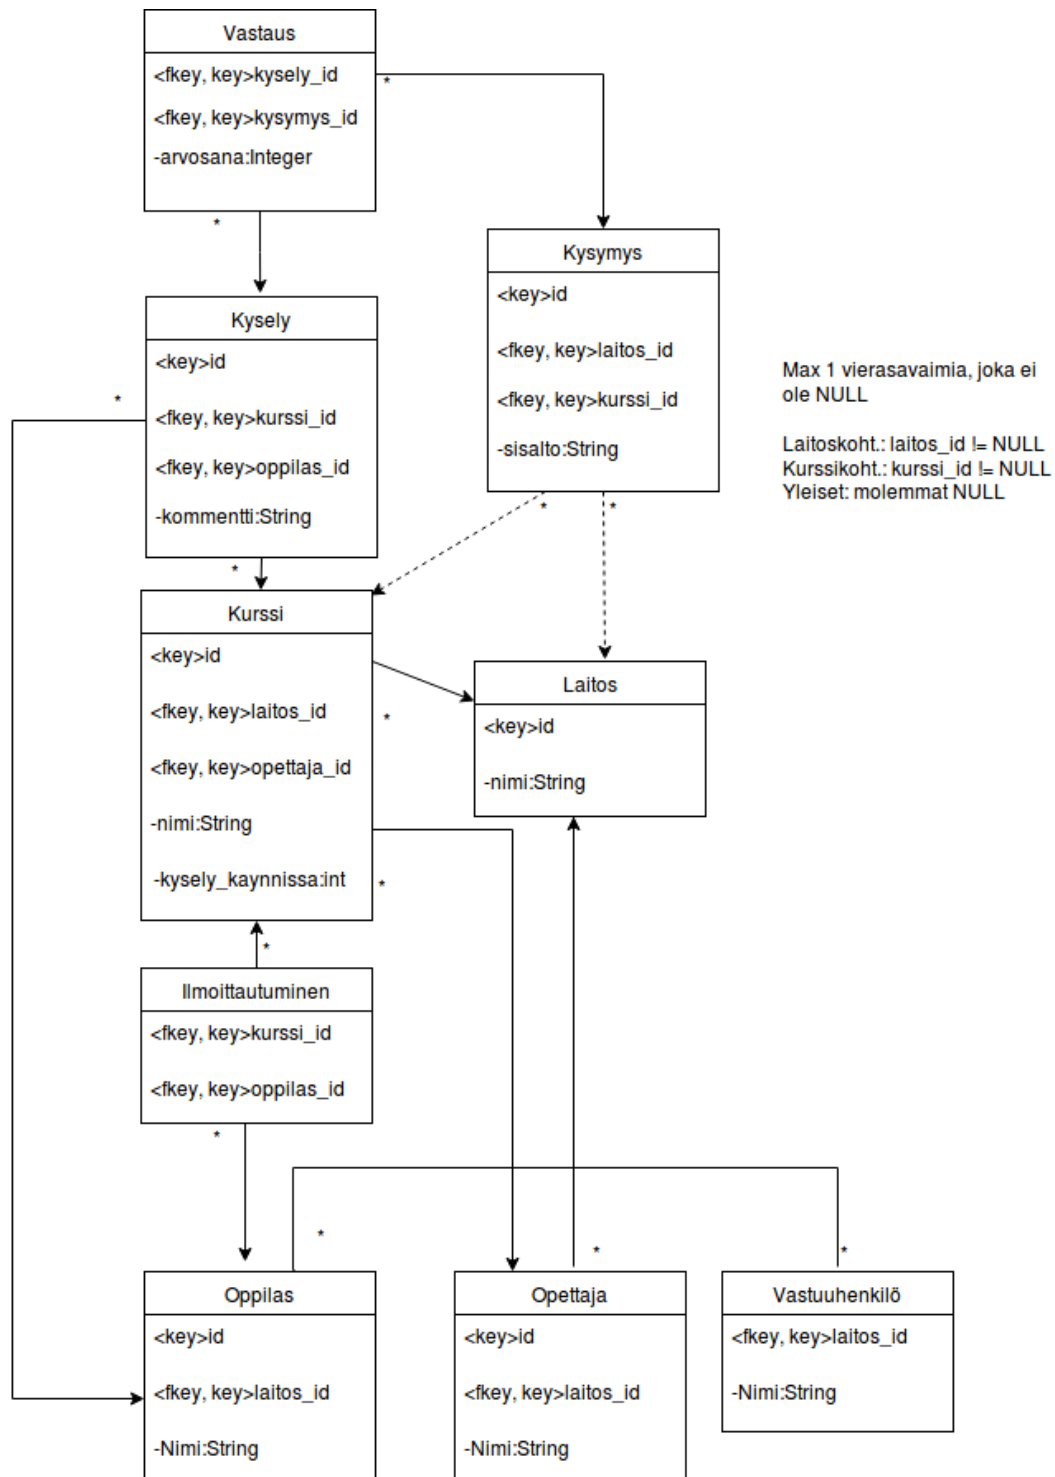 Vastaus
<fkey, key>kysely_id
<fkey, key>kysymys_id
-arvosana:Integer
*
*
Kysymys
<key>id
<fkey, key>laitos_id
<fkey, key>kurssi_id
-sisalto:String
*
*
Max 1 vierasavaimia, joka ei
ole NULL
Laitoskoht.: laitos_id != NULL
Kurssikoht.: kurssi_id != NULL
Yleiset: molemmat NULL
Kysely
<key>id
<fkey, key>kurssi_id
<fkey, key>oppilas_id
-kommentti:String
*
*
Kurssi
<key>id
<fkey, key>laitos_id
<fkey, key>opettaja_id
-nimi:String
-kysely_kaynnissa:int
*
*
Laitos
<key>id
-nimi:String
*
Ilmoittautuminen
<fkey, key>kurssi_id
<fkey, key>oppilas_id
*
*
*
*
Oppilas
<key>id
<fkey, key>laitos_id
-Nimi:String
Opettaja
<key>id
<fkey, key>laitos_id
-Nimi:String
Vastuuhenkilö
<fkey, key>laitos_id
-Nimi:String